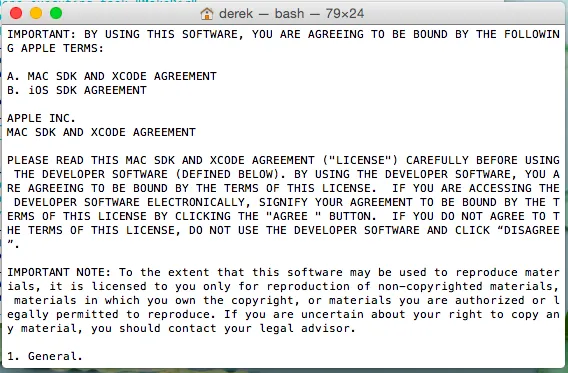 derek — bash — 79×24
IMPORTANT: BY USING THIS SOFTWARE, YOU ARE AGREEING TO BE BOUND BY THE FOLLOWIN
G APPLE TERMS:
A. MAC SDK AND XCODE AGREEMENT
B. iOS SDK AGREEMENT
APPLE INC.
MAC SDK AND XCODE AGREEMENT
PLEASE READ THIS MAC SDK AND XCODE AGREEMENT ("LICENSE") CAREFULLY BEFORE USING
 THE DEVELOPER SOFTWARE (DEFINED BELOW). BY USING THE DEVELOPER SOFTWARE, YOU A
RE AGREEING TO BE BOUND BY THE TERMS OF THIS LICENSE.  IF YOU ARE ACCESSING THE
 DEVELOPER SOFTWARE ELECTRONICALLY, SIGNIFY YOUR AGREEMENT TO BE BOUND BY THE T
ERMS OF THIS LICENSE BY CLICKING THE "AGREE " BUTTON.  IF YOU DO NOT AGREE TO T
HE TERMS OF THIS LICENSE, DO NOT USE THE DEVELOPER SOFTWARE AND CLICK “DISAGREE
”.
IMPORTANT NOTE: To the extent that this software may be used to reproduce mater
ials, it is licensed to you only for reproduction of non-copyrighted materials,
 materials in which you own the copyright, or materials you are authorized or l
egally permitted to reproduce. If you are uncertain about your right to copy an
y material, you should contact your legal advisor.
1. General.